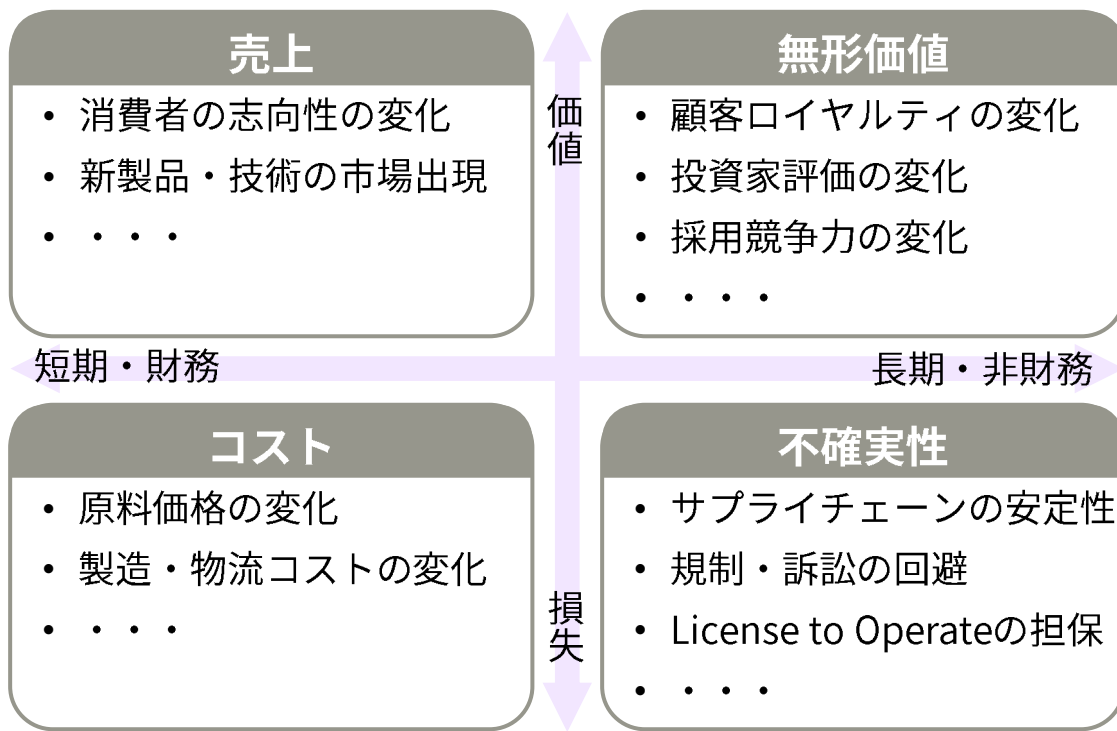 売上
• 消費者の志向性の変化
• 新製品・技術の市場出現
• ・・・
価値
無形価値
• 顧客ロイヤルティの変化
• 投資家評価の変化
• 採用競争力の変化
• ・・・
短期・財務
長期・非財務
コスト
• 原料価格の変化
• 製造・物流コストの変化
• ・・・
損失
不確実性
• サプライチェーンの安定性
• 規制・訴訟の回避
• License to Operateの担保
• ・・・